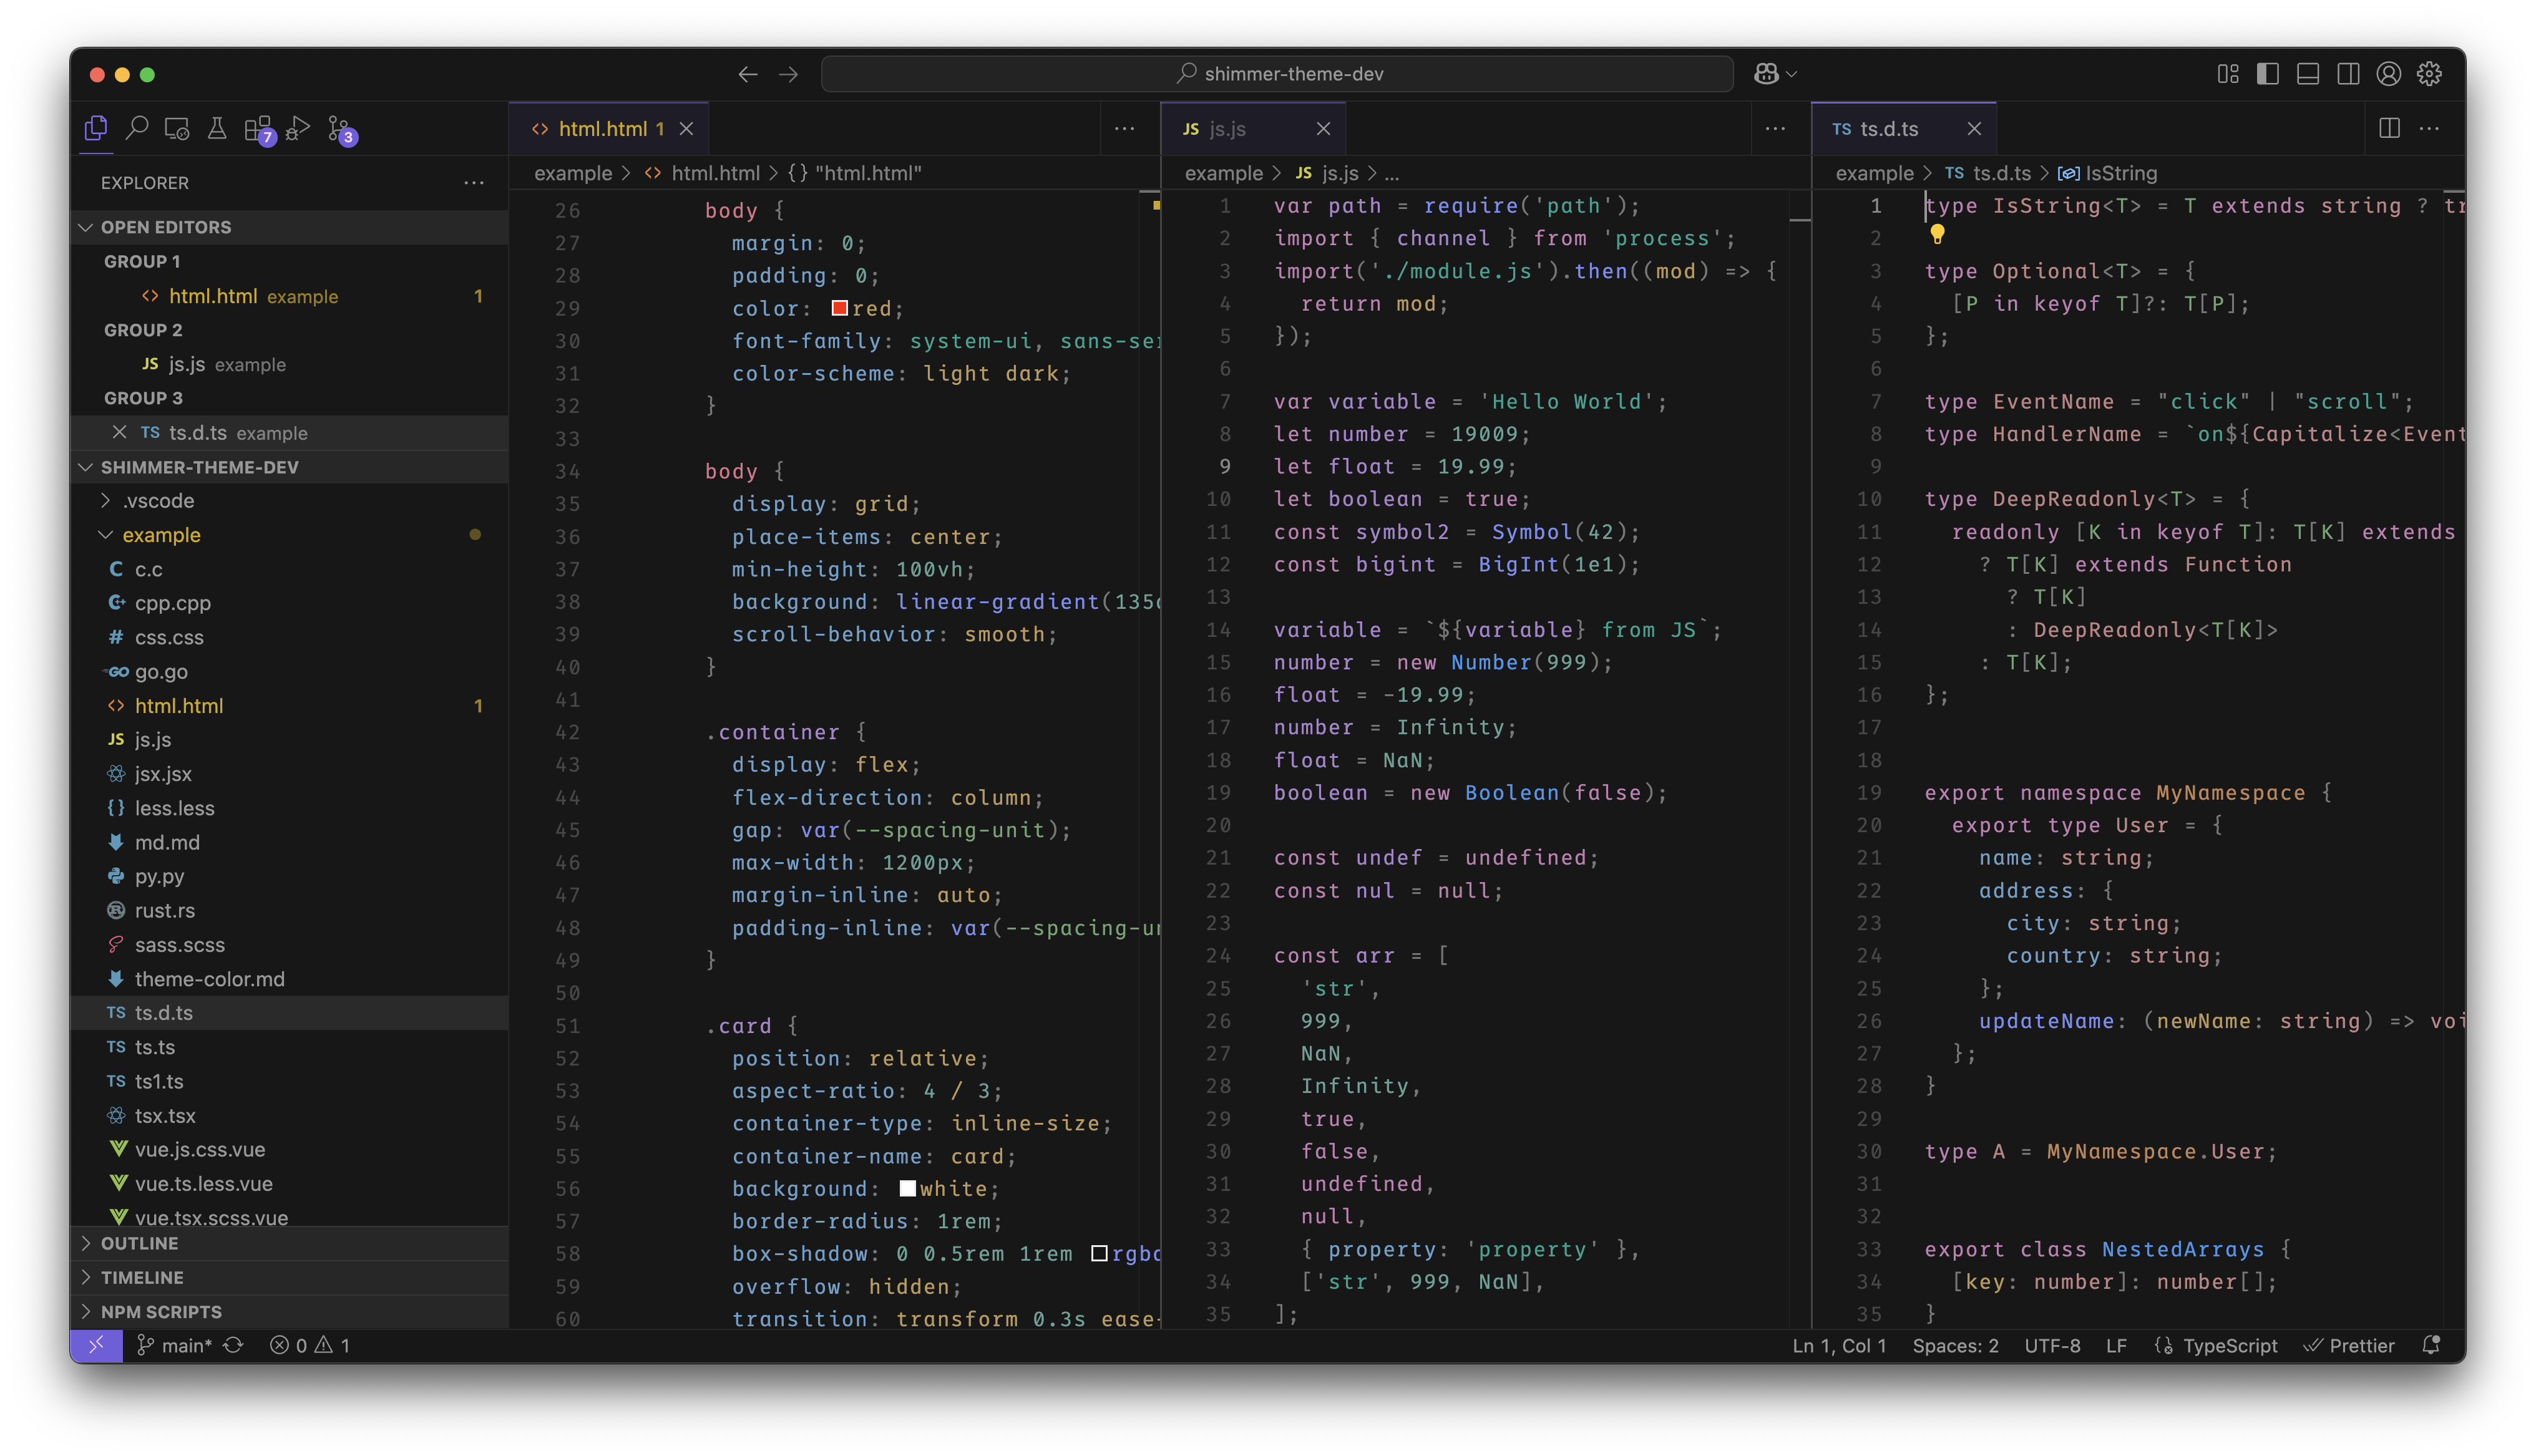 shimmer-theme-dev
7
3
EXPLORER
OPEN EDITORS
GROUP 1
html.html example 1
GROUP 2
JS js.js example
GROUP 3
TS ts.d.ts example
SHIMMER-THEME-DEV
.vscode
example
C c.c
cpp.cpp
# css.css
GO go.go
html.html 1
JS js.js
jsx.jsx
{} less.less
md.md
py.py
rust.rs
sass.scss
theme-color.md
TS ts.d.ts
TS ts.ts
TS ts1.ts
tsx.tsx
vue.js.css.vue
vue.ts.less.vue
vue.tsx.scss.vue
OUTLINE
TIMELINE
NPM SCRIPTS
<> html.html 1
example > <> html.html > {} "html.html"
26 body {
27 margin: 0;
28 padding: 0;
29 color: red;
30 font-family: system-ui, sans-se
31 color-scheme: light dark;
32 }
33
34 body {
35 display: grid;
36 place-items: center;
37 min-height: 100vh;
38 background: linear-gradient(135
39 scroll-behavior: smooth;
40 }
41
42 .container {
43 display: flex;
44 flex-direction: column;
45 gap: var(--spacing-unit);
46 max-width: 1200px;
47 margin-inline: auto;
48 padding-inline: var(--spacing-u
49 }
50
51 .card {
52 position: relative;
53 aspect-ratio: 4 / 3;
54 container-type: inline-size;
55 container-name: card;
56 background: white;
57 border-radius: 1rem;
58 box-shadow: 0 0.5rem 1rem rgb
59 overflow: hidden;
60 transition: transform 0.3s ease-
JS js.js
example > JS js.js > ...
1 var path = require('path');
2 import { channel } from 'process';
3 import('./module.js').then((mod) => {
4 return mod;
5 });
6
7 var variable = 'Hello World';
8 let number = 19009;
9 let float = 19.99;
10 let boolean = true;
11 const symbol2 = Symbol(42);
12 const bigint = BigInt(1e1);
13
14 variable = `${variable} from JS`;
15 number = new Number(999);
16 float = -19.99;
17 number = Infinity;
18 float = NaN;
19 boolean = new Boolean(false);
20
21 const undef = undefined;
22 const nul = null;
23
24 const arr = [
25 'str',
26 999,
27 NaN,
28 Infinity,
29 true,
30 false,
31 undefined,
32 null,
33 { property: 'property' },
34 ['str', 999, NaN],
35 ];
TS ts.d.ts
example > TS ts.d.ts > IsString
1 type IsString<T> = T extends string ? tr
2
3 type Optional<T> = {
4 [P in keyof T]?: T[P];
5 };
6
7 type EventName = "click" | "scroll";
8 type HandlerName = `on${Capitalize<Event
9
10 type DeepReadonly<T> = {
11 readonly [K in keyof T]: T[K] extends
12 ? T[K] extends Function
13 ? T[K]
14 : DeepReadonly<T[K]>
15 : T[K];
16 };
17
18
19 export namespace MyNamespace {
20 export type User = {
21 name: string;
22 address: {
23 city: string;
24 country: string;
25 };
26 updateName: (newName: string) => voi
27 };
28 }
29
30 type A = MyNamespace.User;
31
32
33 export class NestedArrays {
34 [key: number]: number[];
35 }
main* 0 1
Ln 1, Col 1 Spaces: 2 UTF-8 LF TypeScript Prettier